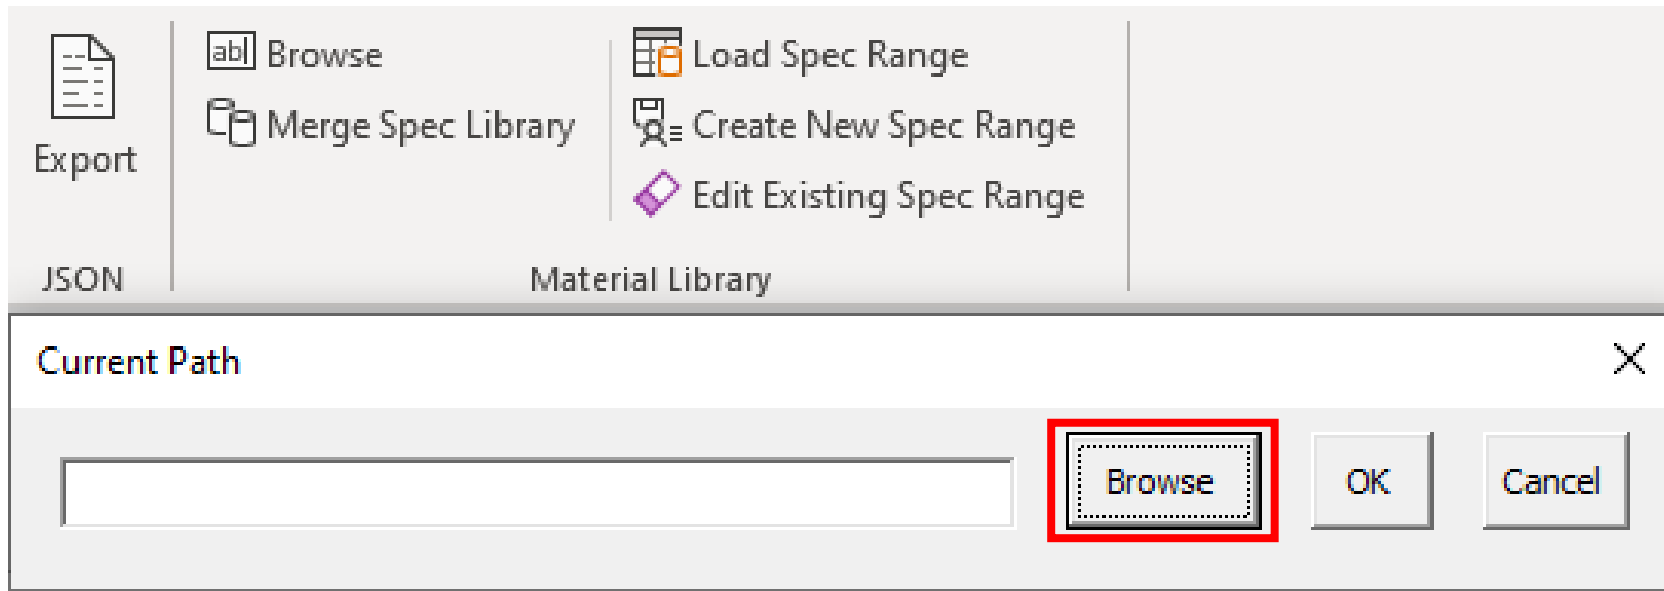 Export
JSON
ab Browse
Merge Spec Library
Load Spec Range
Create New Spec Range
Edit Existing Spec Range
Material Library
Current Path
Browse
OK
Cancel